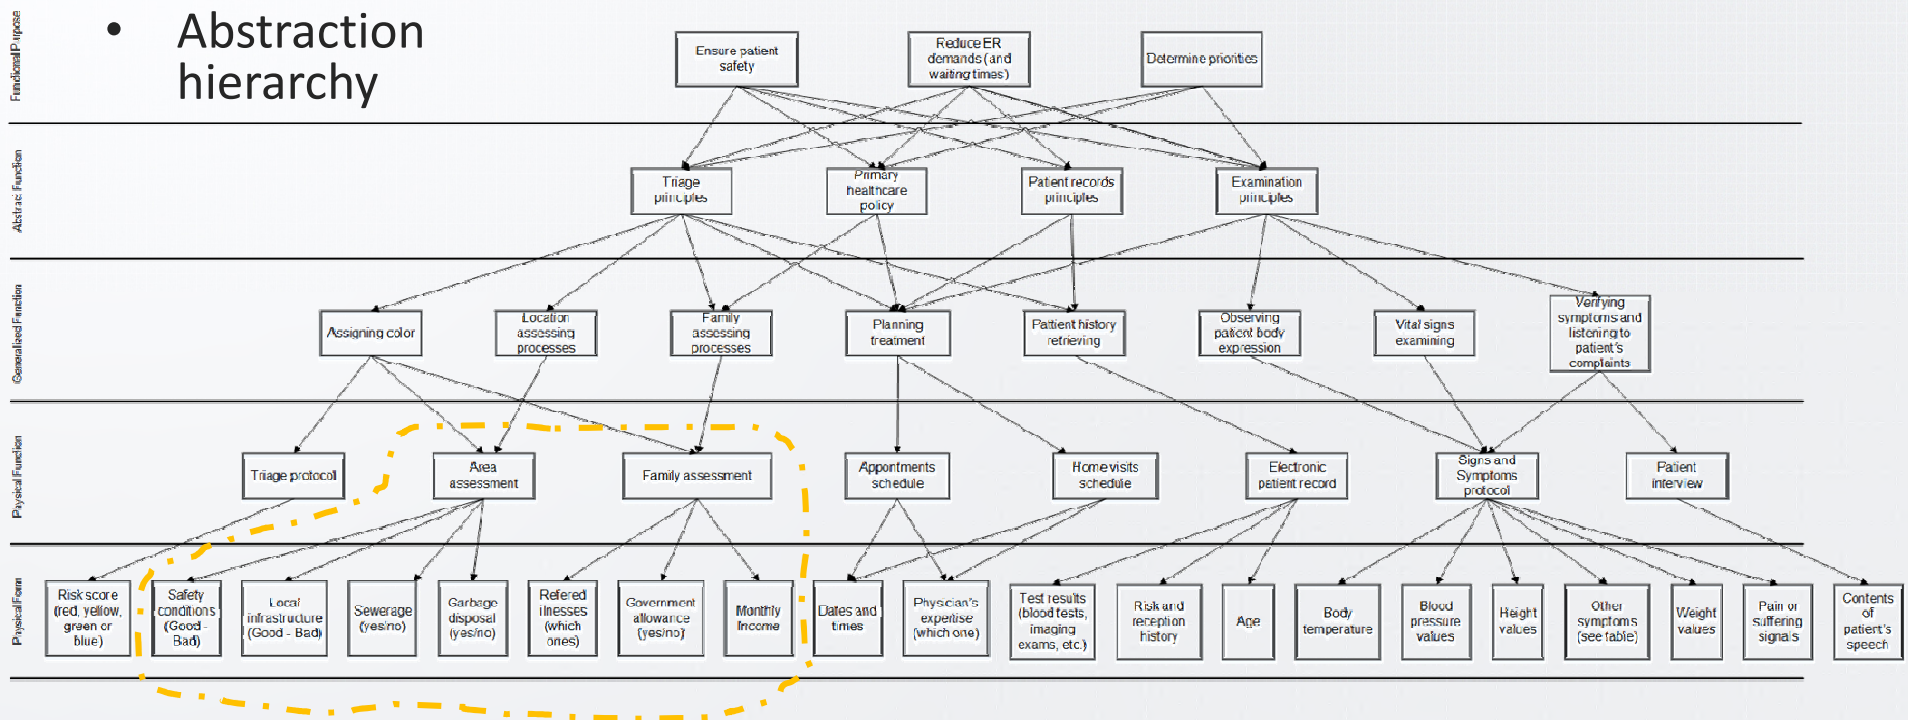 • Abstraction
hierarchy
Functional Purpose
Ensure patient
safety
Reduce ER
demands (and
waiting times)
Determine priorities
Abstract Function
Triage
principles
Primary
healthcare
policy
Patient records
principles
Examination
principles
Generalized Function
Assigning color
Location
assessing
processes
Family
assessing
processes
Planning
treatment
Pattient history
retrieving
Observing
patient body
expression
Vital signs
examining
Verifying
symptoms and
listening to
patient's
complaints
Physical Function
Triage protocol
Area
assessment
Family assessment
Appointments
schedule
Home visits
schedule
Electronic
patient record
Signs and
Symptoms
protocol
Patient
interview
Physical Form
Risk score
(red, yellow,
green or
blue)
Safety
conditions
(Good -
Bad)
Local
infrastructure
(Good - Bad)
Sewerage
(yes/no)
Garbage
disposal
(yes/no)
Refered
illnesses
(which
ones)
Government
allowance
(yes/no)
Monthly
Income
Dates and
times
Physician's
expertise
(which one)
Test results
(blood tests,
imaging
exams, etc.)
Risk and
reception
history
Age
Body
temperature
Blood
pressure
values
Height
values
Other
symptoms
(see table)
Weight
values
Pain or
suffering
signals
Contents
of
patient's
speech